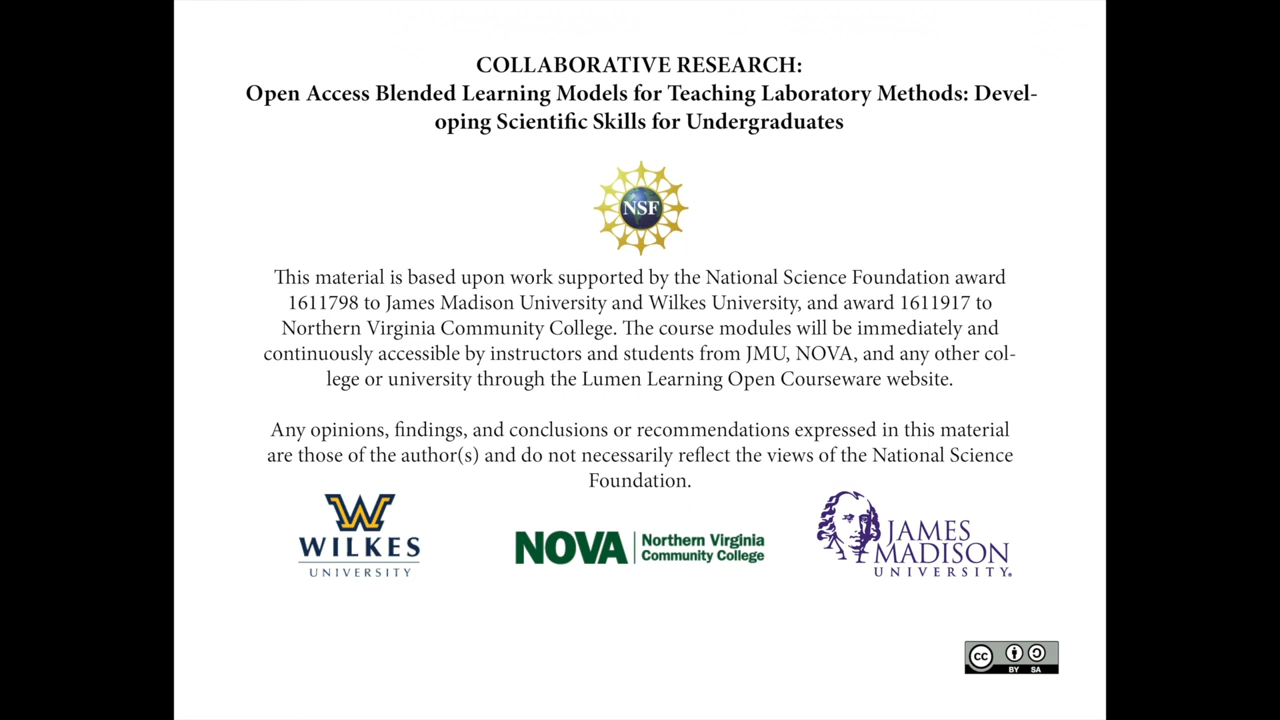 COLLABORATIVE RESEARCH:
Open Access Blended Learning Models for Teaching Laboratory Methods: Devel-
oping Scientific Skills for Undergraduates
NSF
This material is based upon work supported by the National Science Foundation award
1611798 to James Madison University and Wilkes University, and award 1611917 to
Northern Virginia Community College. The course modules will be immediately and
continuously accessible by instructors and students from JMU, NOVA, and any other col-
lege or university through the Lumen Learning Open Courseware website.
Any opinions, findings, and conclusions or recommendations expressed in this material
are those of the author(s) and do not necessarily reflect the views of the National Science
Foundation.
W
WILKES
UNIVERSITY
NOVA
Northern Virginia
Community College
JAMES
MADISON
UNIVERSITY®
CC
BY SA